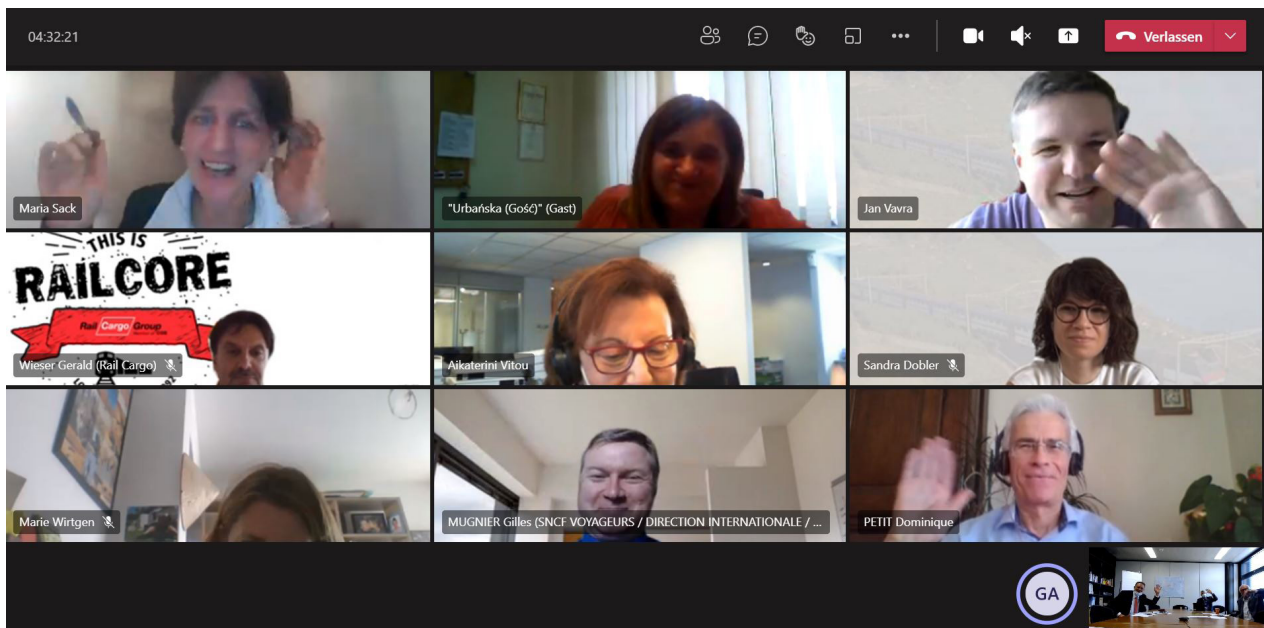 04:32:21
Verlassen
Maria Sack
"Urbańska (Gość)" (Gast)
Jan Vavra
THIS IS
RAILCORE
Rail Cargo Group
Wieser Gerald (Rail Cargo)
Aikaterini Vitou
Sandra Dobler
Marie Wirtgen
MUGNIER Gilles (SNCF VOYAGEURS / DIRECTION INTERNATIONALE / ...
PETIT Dominique
GA